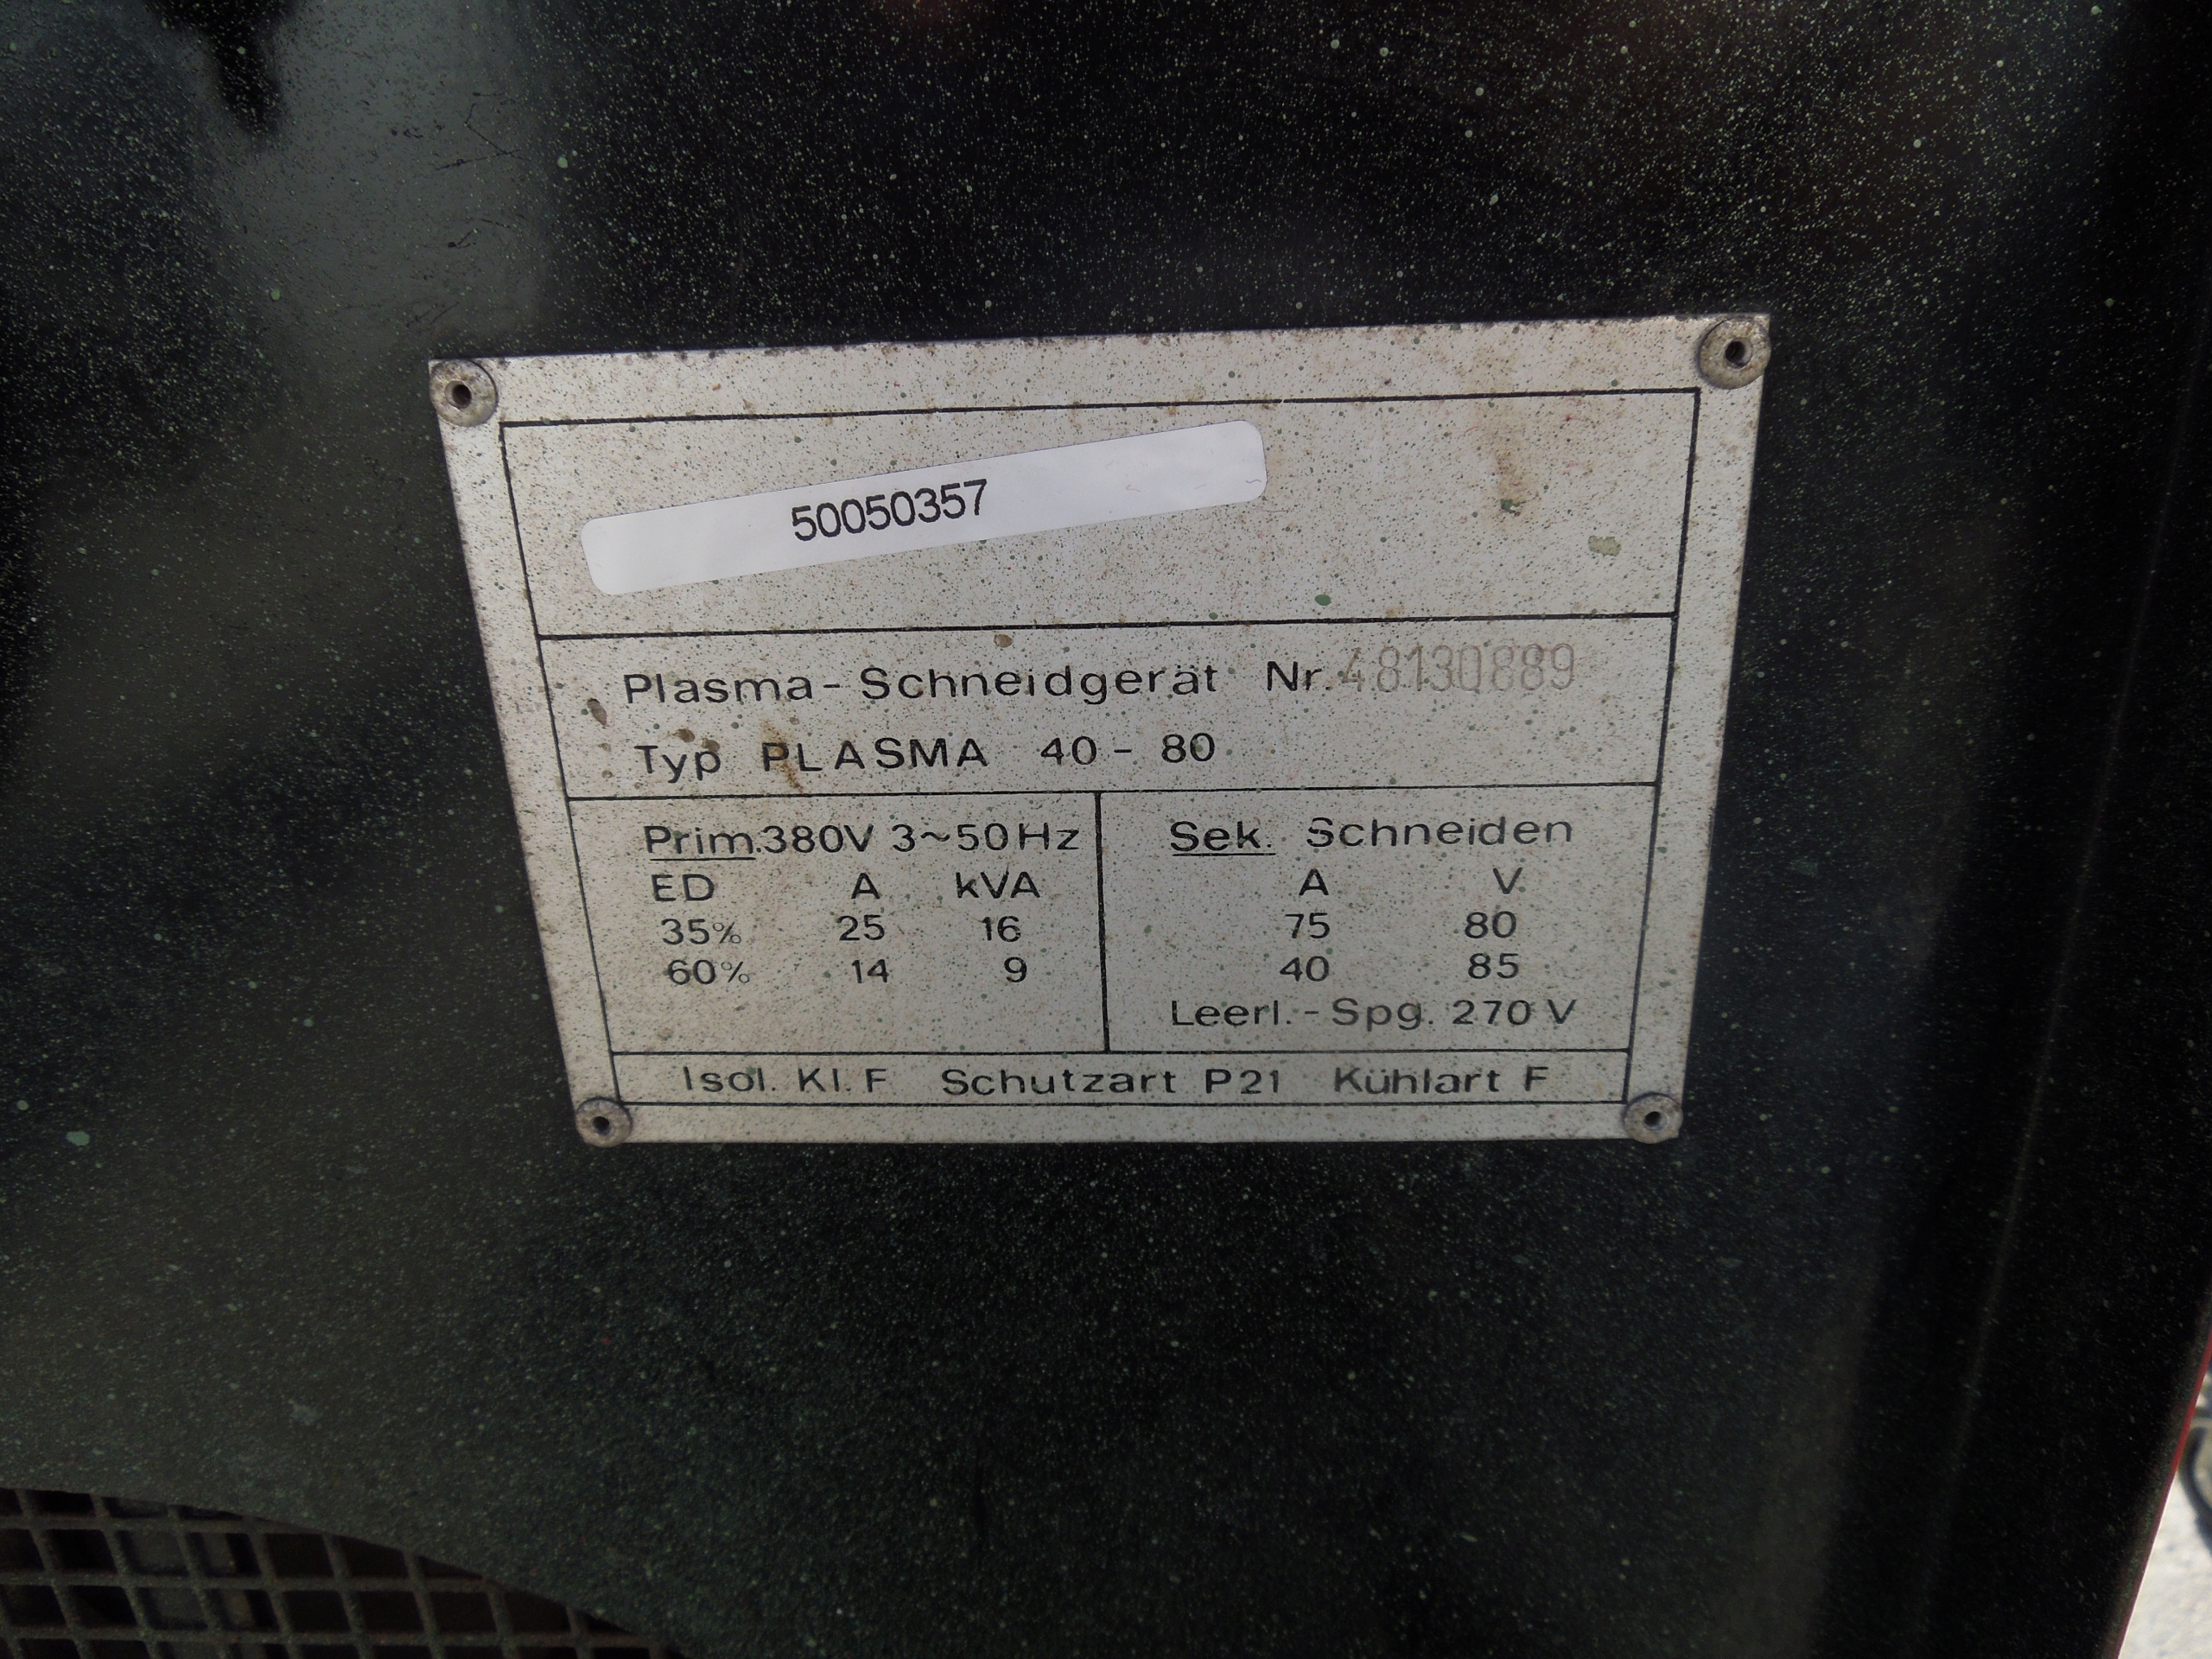 50050357
Plasma-Schneidgerät Nr. 48130889
Typ PLASMA 40-80
Prim. 380V 3~50Hz
ED A kVA
35% 25 16
60% 14 9
Sek. Schneiden
A V
75 80
40 85
Leerl.-Spg. 270 V
Isol. Kl. F Schutzart P21 Kühlart F